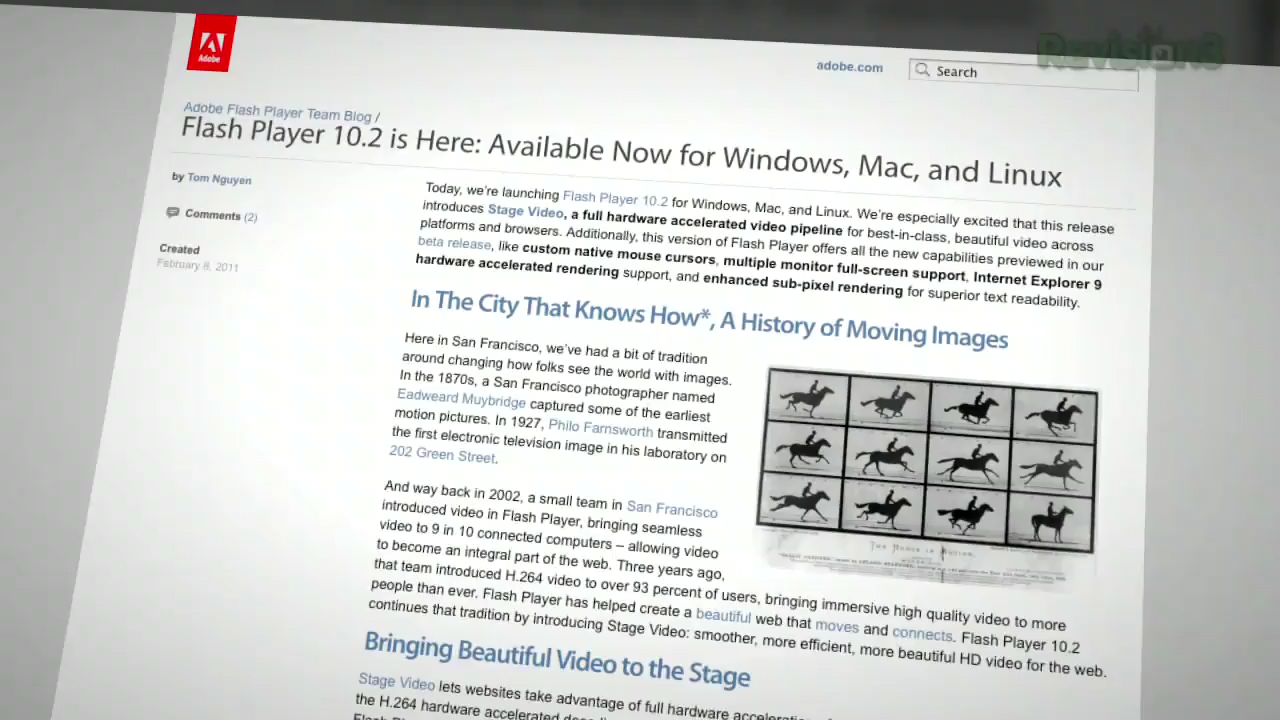 Adobe
adobe.com
Search
Revision3
Adobe Flash Player Team Blog /
Flash Player 10.2 is Here: Available Now for Windows, Mac, and Linux
by Tom Nguyen
Comments (2)
Created
February 8, 2011
Today, we're launching Flash Player 10.2 for Windows, Mac, and Linux. We're especially excited that this release
introduces Stage Video, a full hardware accelerated video pipeline for best-in-class, beautiful video across
platforms and browsers. Additionally, this version of Flash Player offers all the new capabilities previewed in our
beta release, like custom native mouse cursors, multiple monitor full-screen support, Internet Explorer 9
hardware accelerated rendering support, and enhanced sub-pixel rendering for superior text readability.
In The City That Knows How*, A History of Moving Images
Here in San Francisco, we've had a bit of tradition
around changing how folks see the world with images.
In the 1870s, a San Francisco photographer named
Eadweard Muybridge captured some of the earliest
motion pictures. In 1927, Philo Farnsworth transmitted
the first electronic television image in his laboratory on
202 Green Street.
And way back in 2002, a small team in San Francisco
introduced video in Flash Player, bringing seamless
video to 9 in 10 connected computers – allowing video
to become an integral part of the web. Three years ago,
that team introduced H.264 video to over 93 percent of users, bringing immersive high quality video to more
people than ever. Flash Player has helped create a beautiful web that moves and connects. Flash Player 10.2
continues that tradition by introducing Stage Video: smoother, more efficient, more beautiful HD video for the web.
Bringing Beautiful Video to the Stage
Stage Video lets websites take advantage of full hardware
the H.264 hardware accelerated